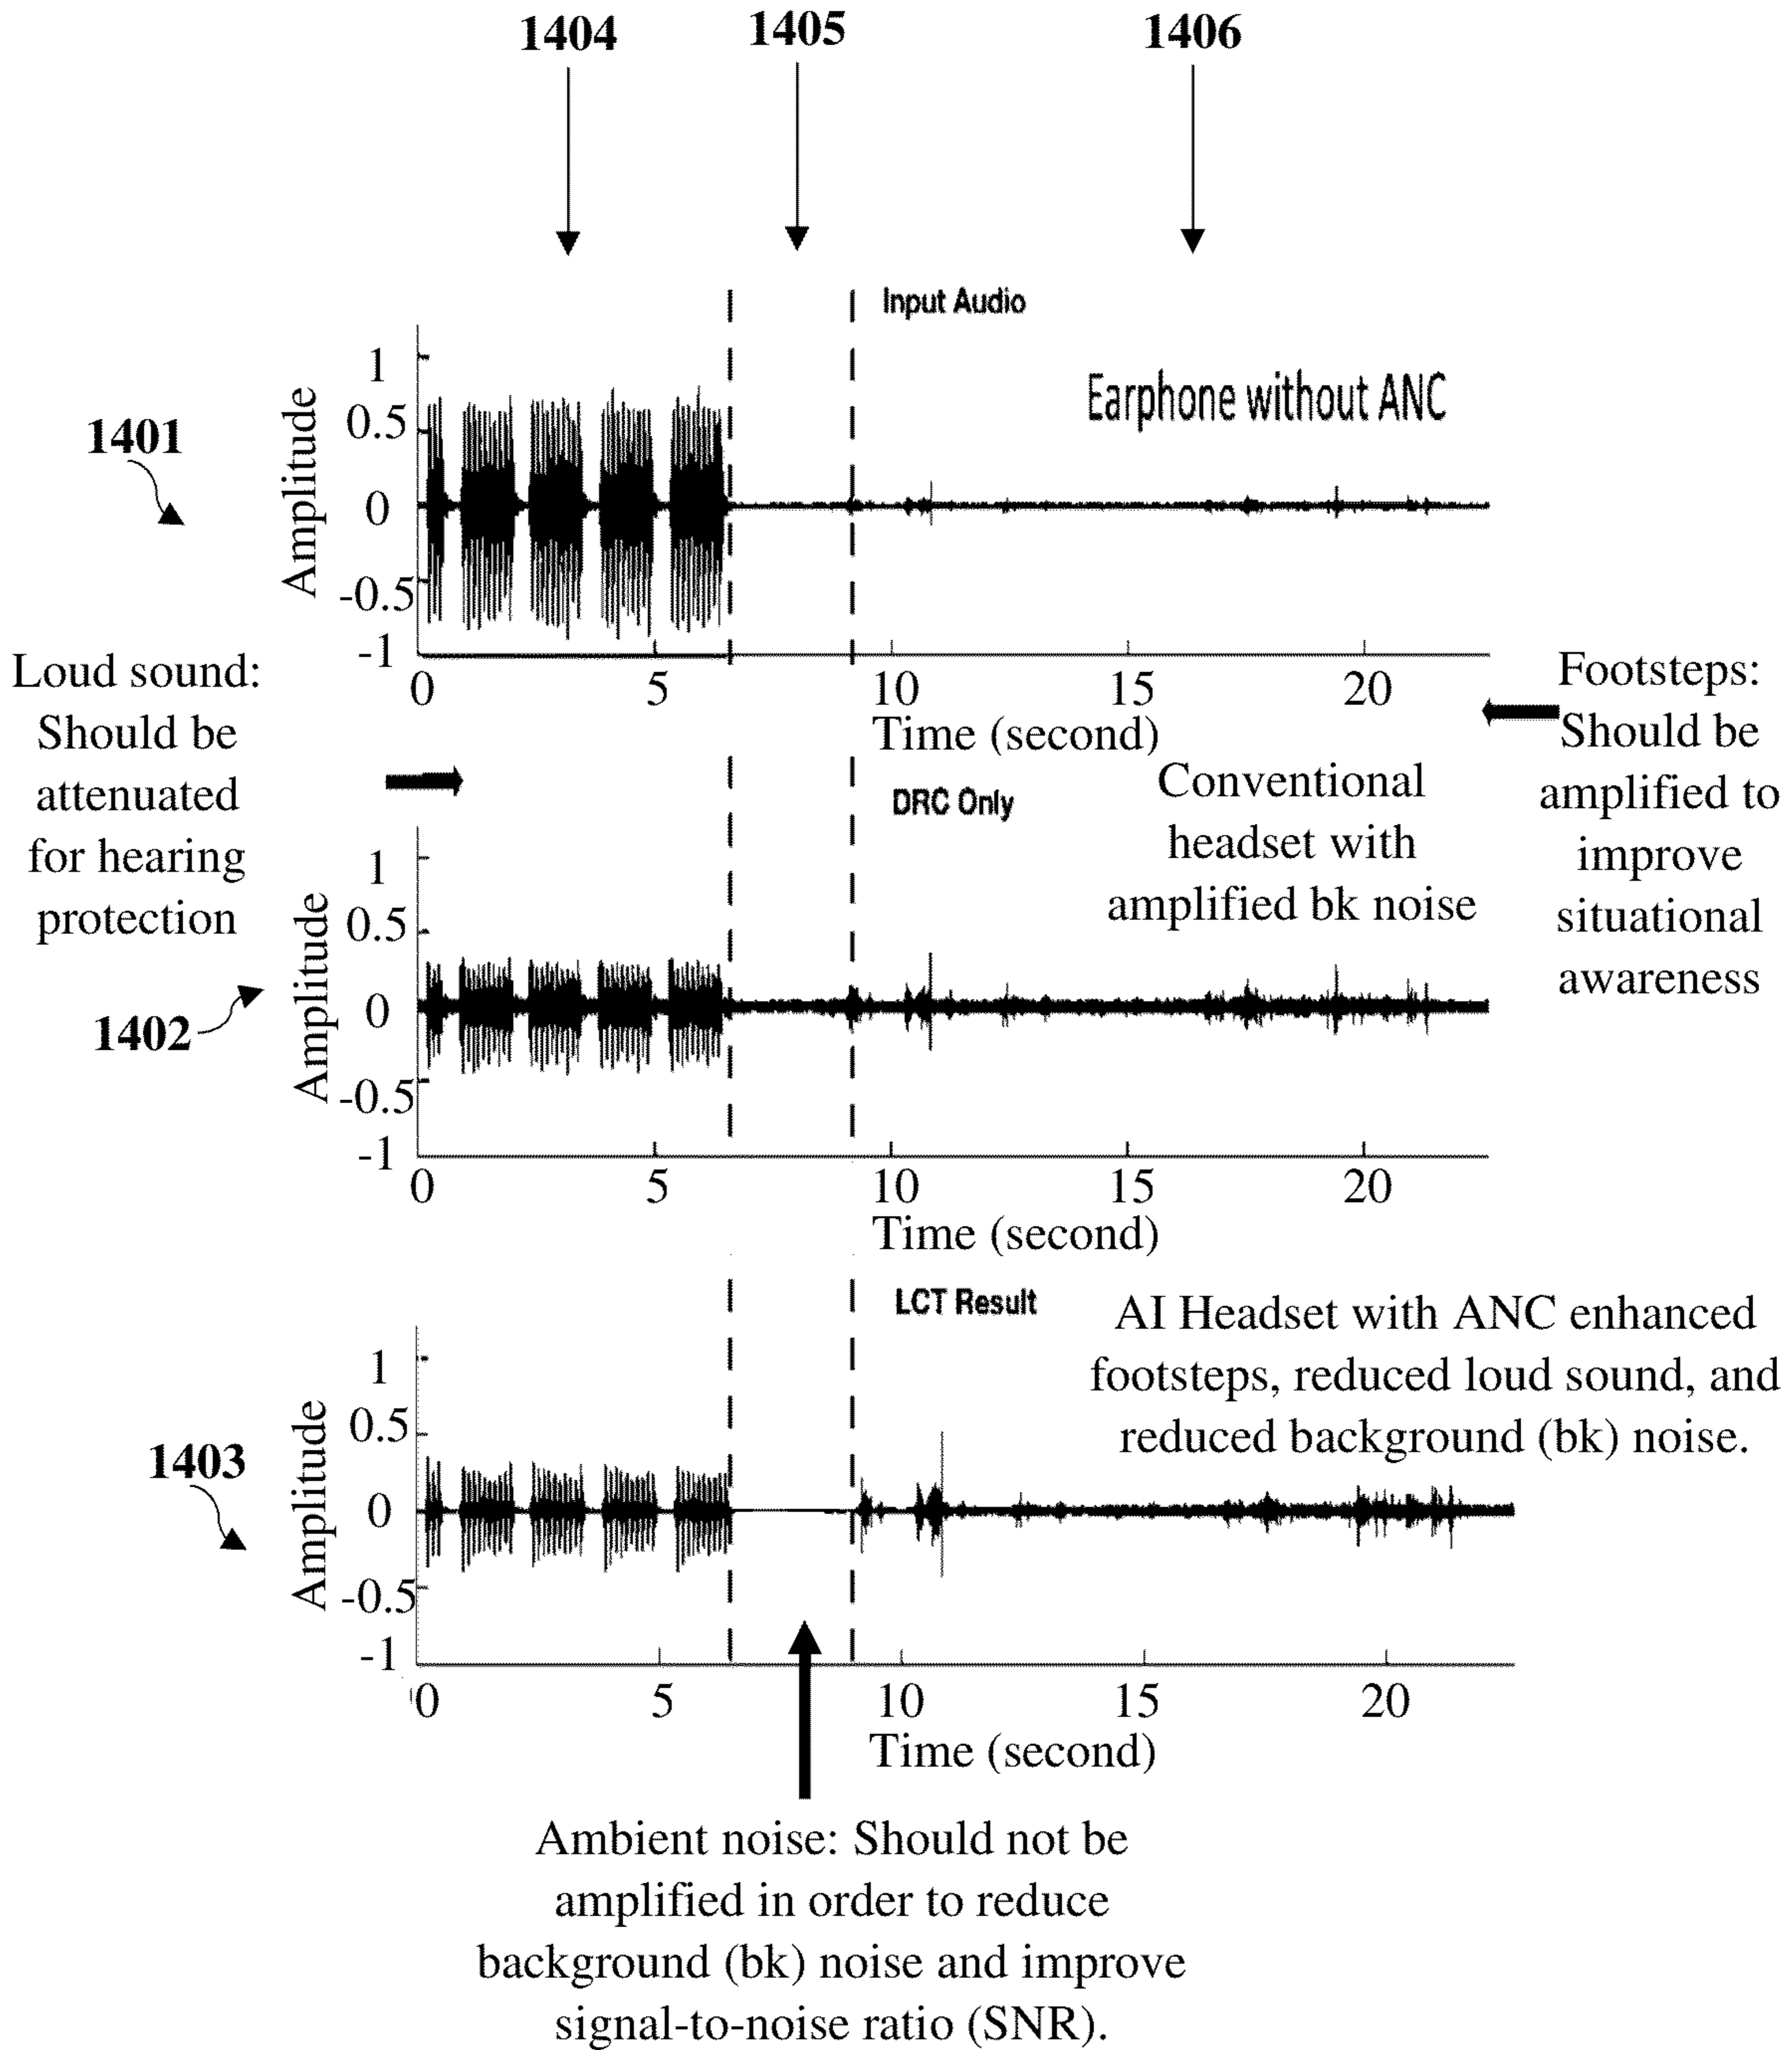 1404
1405
1406
Input Audio
Earphone without ANC
1401
Amplitude
1
0.5
0
-0.5
-1
0
5
10
15
20
Time (second)
Loud sound:
Should be
attenuated
for hearing
protection
Footsteps:
Should be
amplified to
improve
situational
awareness
DRC Only
Conventional
headset with
amplified bk noise
1402
Amplitude
1
0.5
0
-0.5
-1
0
5
10
15
20
Time (second)
LCT Result
AI Headset with ANC enhanced
footsteps, reduced loud sound, and
reduced background (bk) noise.
1403
Amplitude
1
0.5
0
-0.5
-1
0
5
10
15
20
Time (second)
Ambient noise: Should not be
amplified in order to reduce
background (bk) noise and improve
signal-to-noise ratio (SNR).